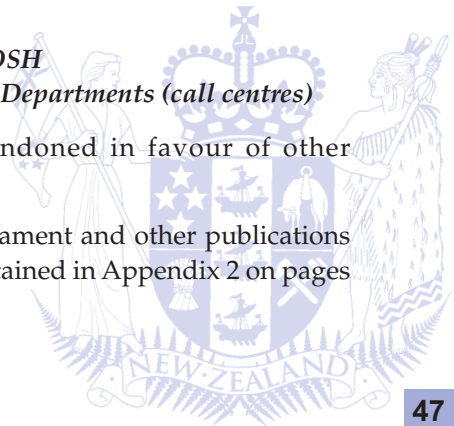 OSH
Departments (call centres)
ndoned in favour of other
ament and other publications
tained in Appendix 2 on pages
NEW·ZEALAND
47